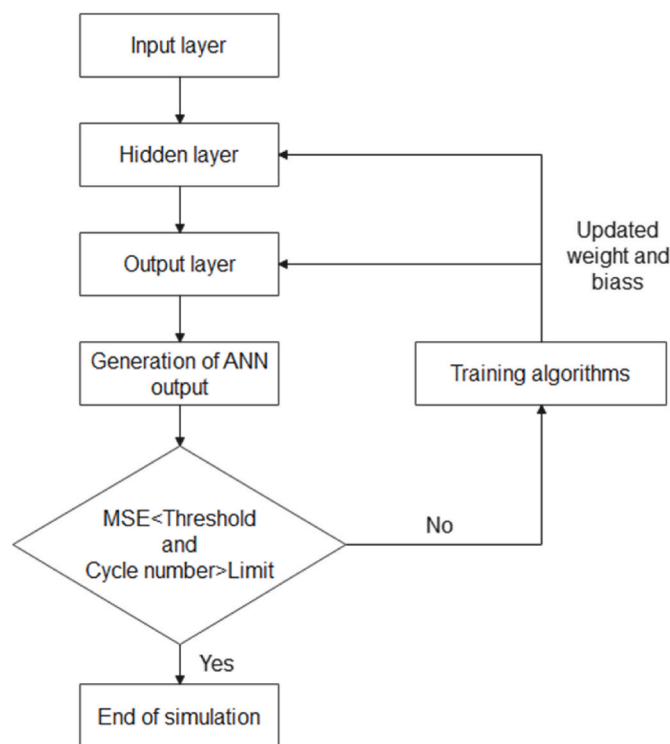 Input layer
Hidden layer
Updated
weight and
biass
Output layer
Generation of ANN
output
Training algorithms
MSE<Threshold
and
Cycle number>Limit
No
Yes
End of simulation